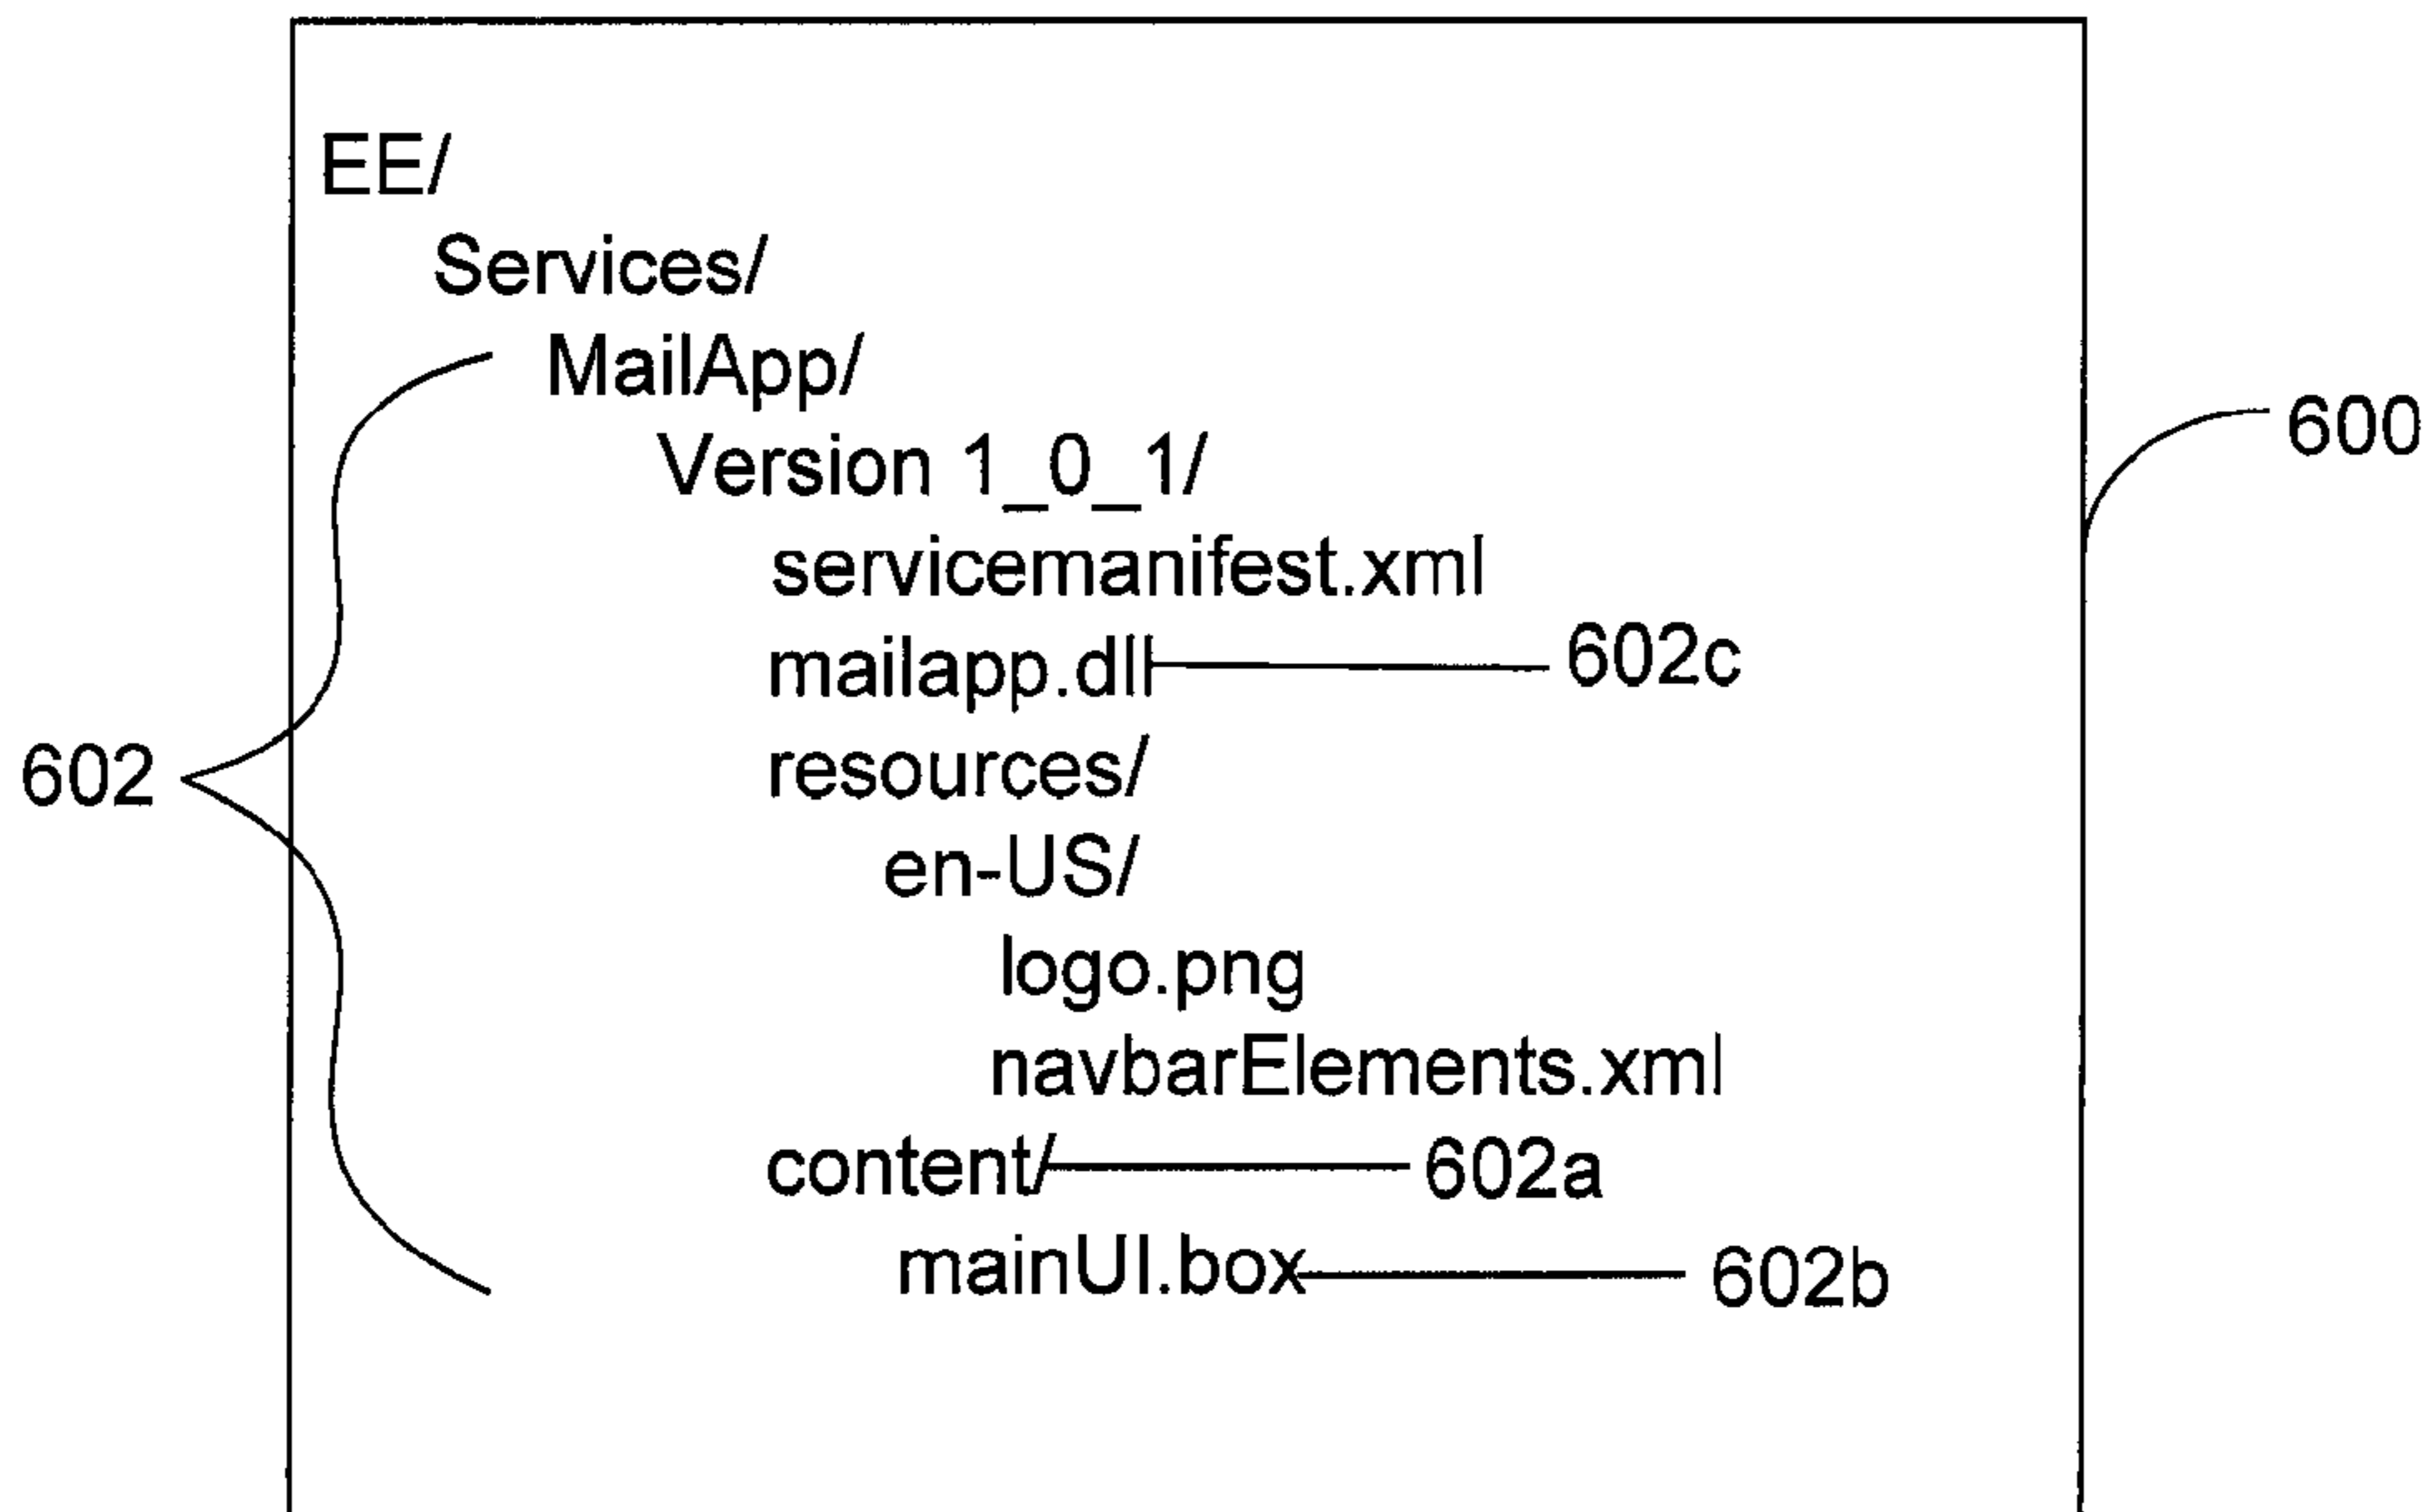 EE/
Services/
MailApp/
600
Version 1_0_1/
servicemanifest.xml
mailapp.dll 602c
602
resources/
en-US/
logo.png
navbarElements.xml
content/ 602a
mainUI.box 602b